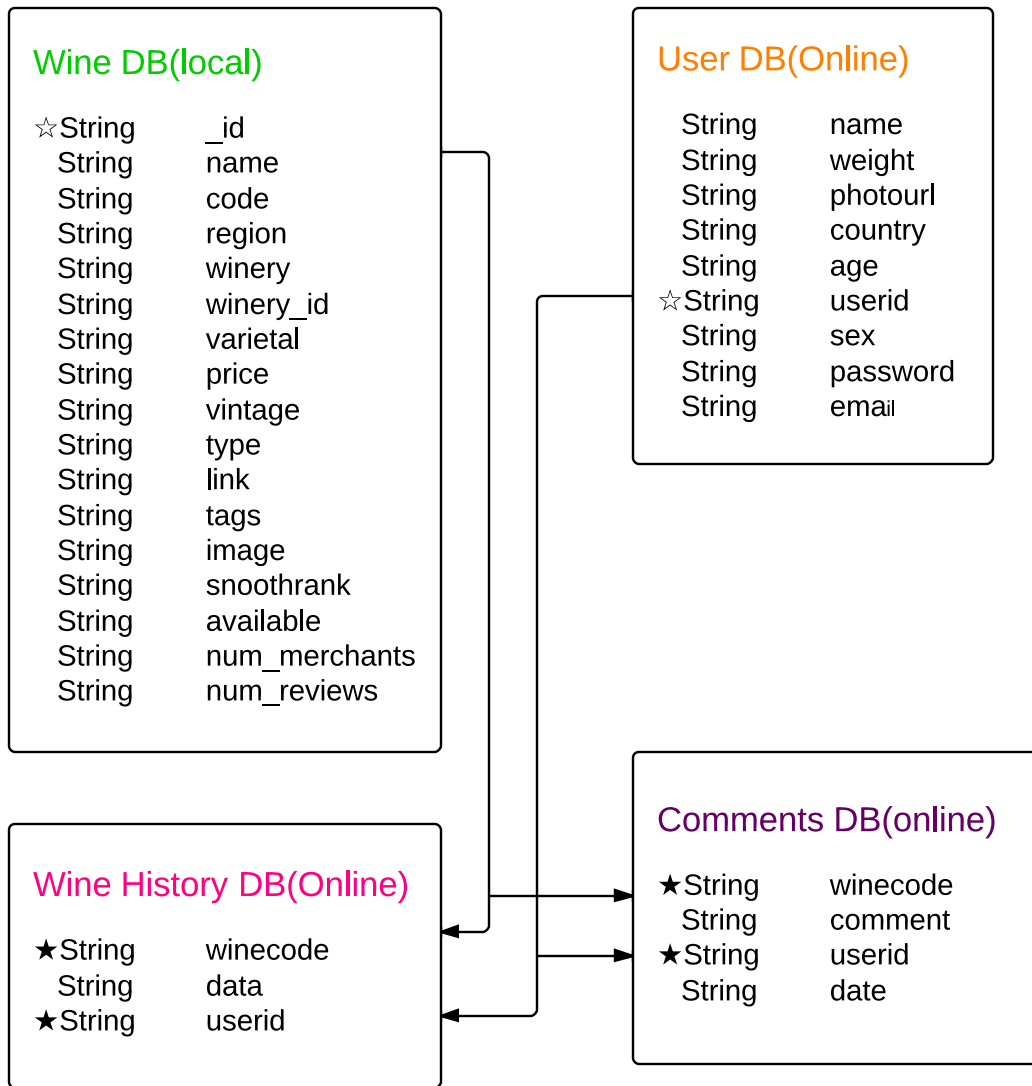 Wine DB(local)
☆String _id
String name
String code
String region
String winery
String winery_id
String varietal
String price
String vintage
String type
String link
String tags
String image
String snoothrank
String available
String num_merchants
String num_reviews
User DB(Online)
String name
String weight
String photourl
String country
String age
☆String userid
String sex
String password
String email
Wine History DB(Online)
★String winecode
String data
★String userid
Comments DB(online)
★String winecode
String comment
★String userid
String date